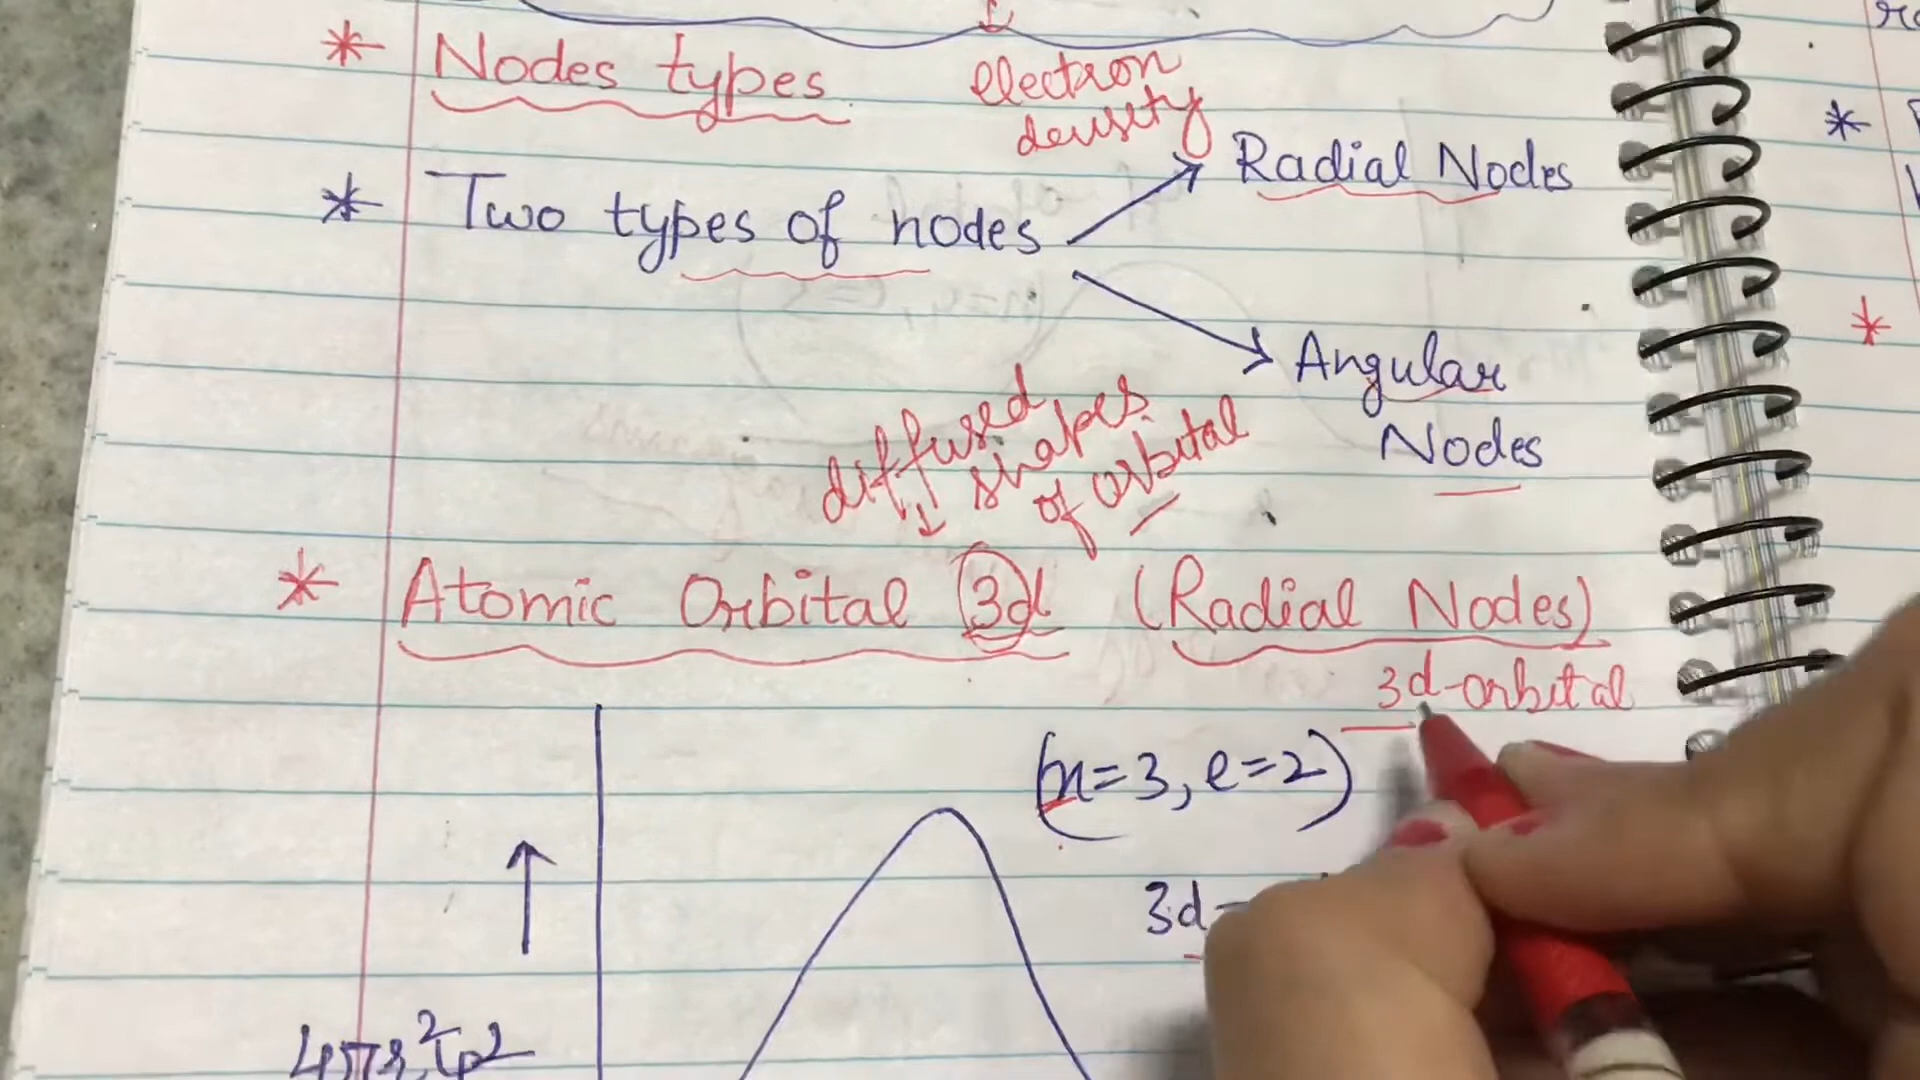 * Nodes types
electron
density
* Two types of nodes
Radial Nodes
Angular
Nodes
diffused
shapes
of orbital
* Atomic Orbital 3d (Radial Nodes)
3d-orbital
(n=3, e=2)
3d-
4πr²ψ²